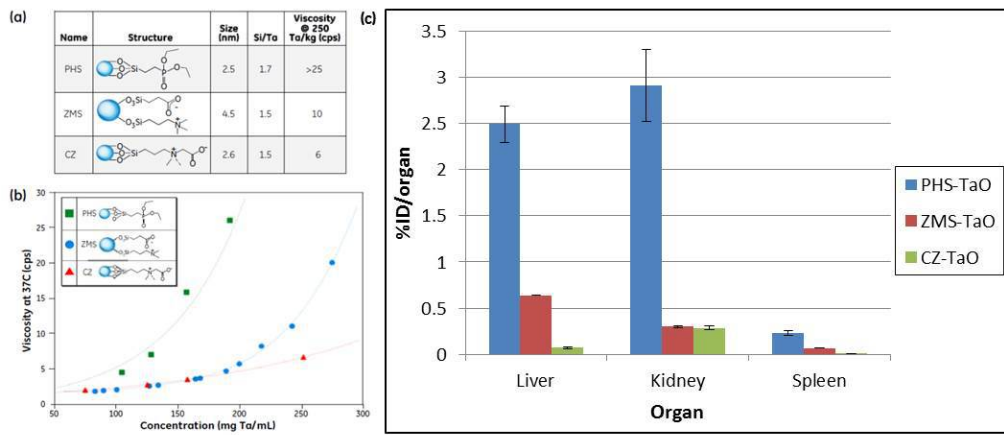 (a)
Name Structure Size (nm) Si/Ta Viscosity @ 250 Ta/kg (cps)
PHS Si P O O O 2.5 1.7 >25
ZMS O₃Si O O⁻ O₃Si N⁺ 4.5 1.5 10
CZ Si N⁺ O O⁻ 2.6 1.5 6
(b)
Viscosity at 37C (cps)
30
25
20
15
10
5
0
PHS
ZMS
CZ
50 100 150 200 250 300
Concentration (mg Ta/mL)
(c)
%ID/organ
3.5
3
2.5
2
1.5
1
0.5
0
Liver Kidney Spleen
Organ
PHS-TaO
ZMS-TaO
CZ-TaO